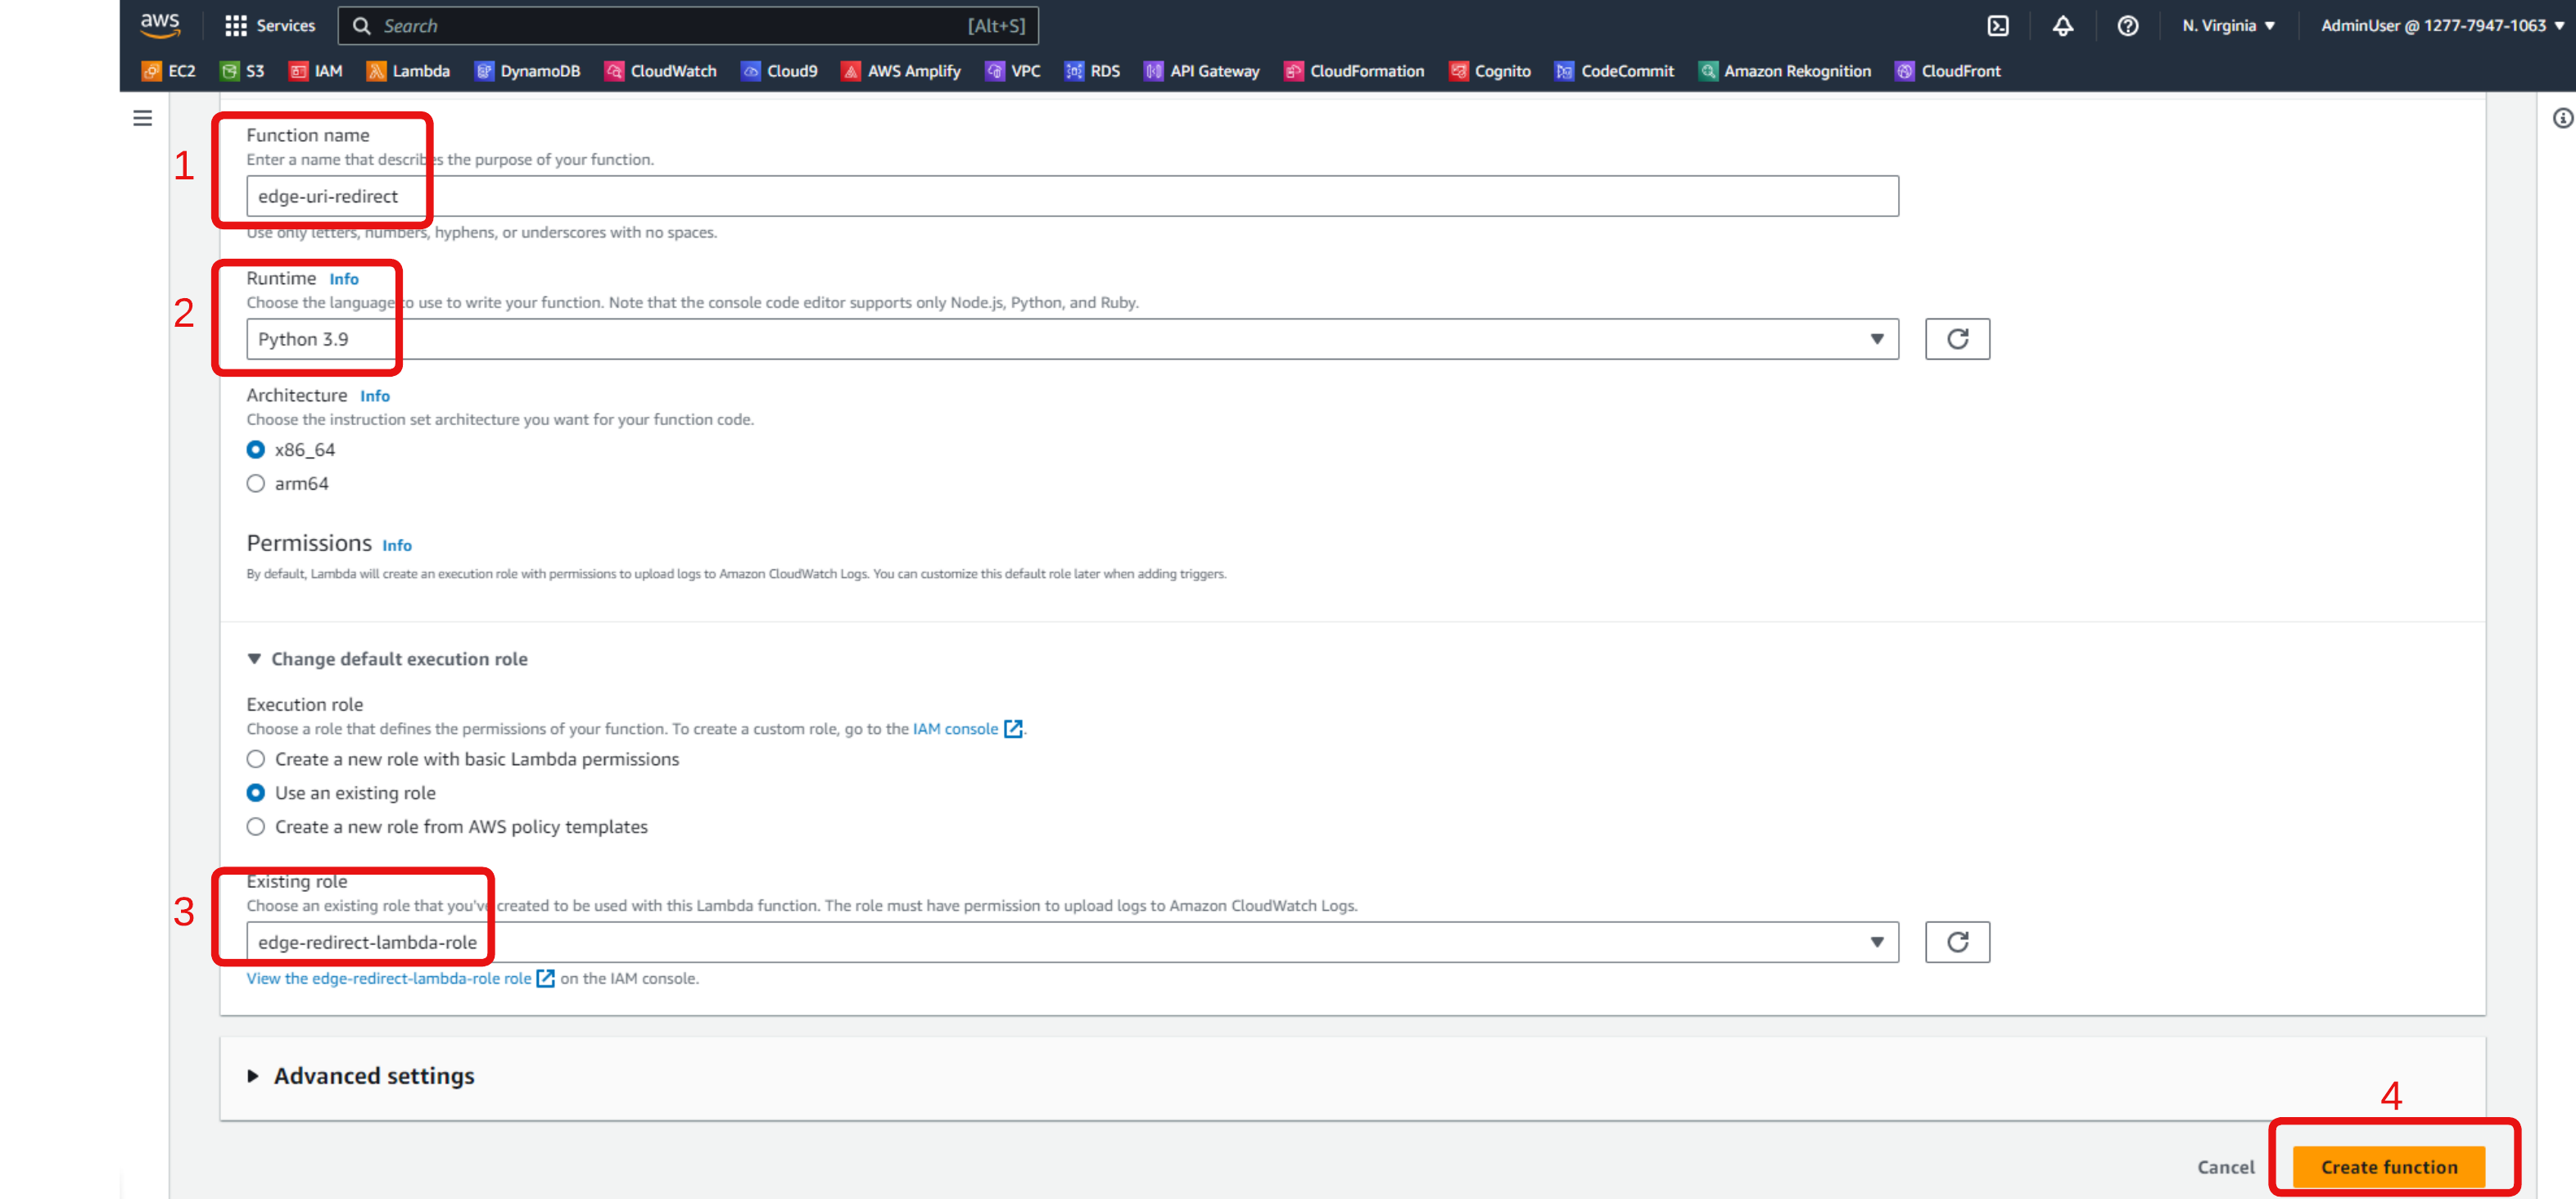 aws Services Search [Alt+S] N. Virginia AdminUser @ 1277-7947-1063
EC2 S3 IAM Lambda DynamoDB CloudWatch Cloud9 AWS Amplify VPC RDS API Gateway CloudFormation Cognito CodeCommit Amazon Rekognition CloudFront
Function name
Enter a name that describes the purpose of your function.
1
edge-uri-redirect
Use only letters, numbers, hyphens, or underscores with no spaces.
Runtime Info
Choose the language to use to write your function. Note that the console code editor supports only Node.js, Python, and Ruby.
2
Python 3.9
Architecture Info
Choose the instruction set architecture you want for your function code.
x86_64
arm64
Permissions Info
By default, Lambda will create an execution role with permissions to upload logs to Amazon CloudWatch Logs. You can customize this default role later when adding triggers.
Change default execution role
Execution role
Choose a role that defines the permissions of your function. To create a custom role, go to the IAM console.
Create a new role with basic Lambda permissions
Use an existing role
Create a new role from AWS policy templates
Existing role
3
Choose an existing role that you've created to be used with this Lambda function. The role must have permission to upload logs to Amazon CloudWatch Logs.
edge-redirect-lambda-role
View the edge-redirect-lambda-role role on the IAM console.
Advanced settings
4
Cancel Create function